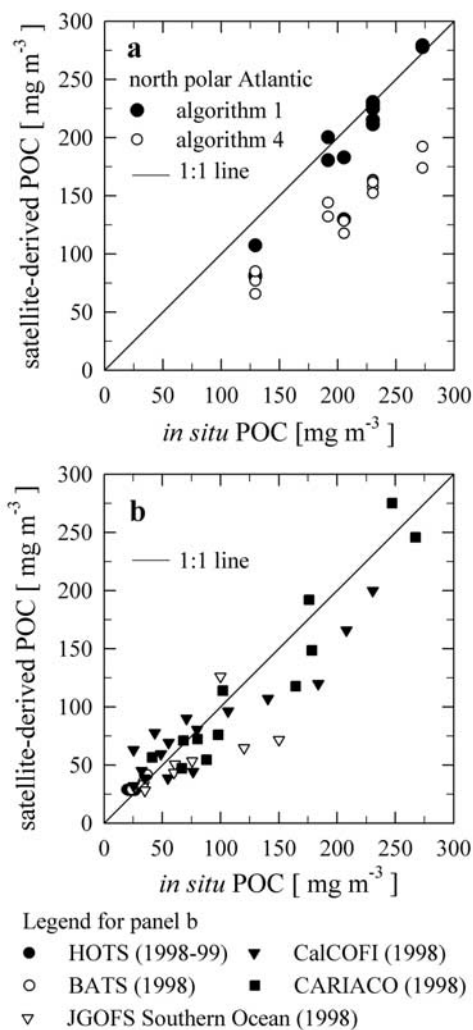 300
a
250
north polar Atlantic
algorithm 1
200
algorithm 4
1:1 line
150
100
50
0
0 50 100 150 200 250 300
satellite-derived POC [ mg m-3 ]
in situ POC [ mg m-3 ]
300
b
250
1:1 line
200
150
100
50
0
0 50 100 150 200 250 300
satellite-derived POC [ mg m-3 ]
in situ POC [ mg m-3 ]
Legend for panel b
HOTS (1998-99) CalCOFI (1998)
BATS (1998) CARIACO (1998)
JGOFS Southern Ocean (1998)